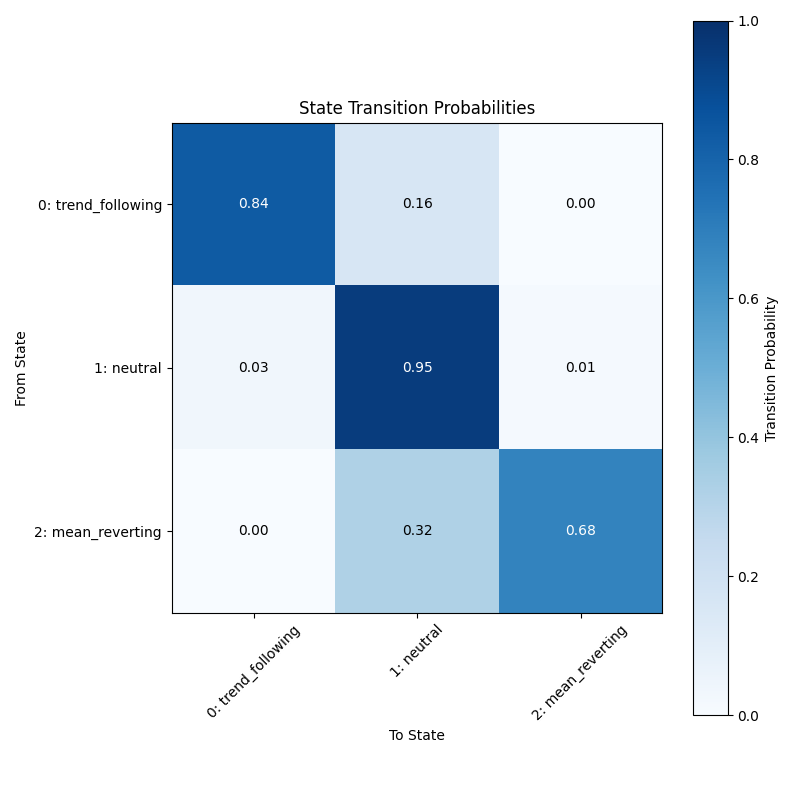 State Transition Probabilities
From State
0: trend_following
0.84
0.16
0.00
1: neutral
0.03
0.95
0.01
2: mean_reverting
0.00
0.32
0.68
0: trend_following
1: neutral
2: mean_reverting
To State
1.0
0.8
0.6
0.4
0.2
0.0
Transition Probability